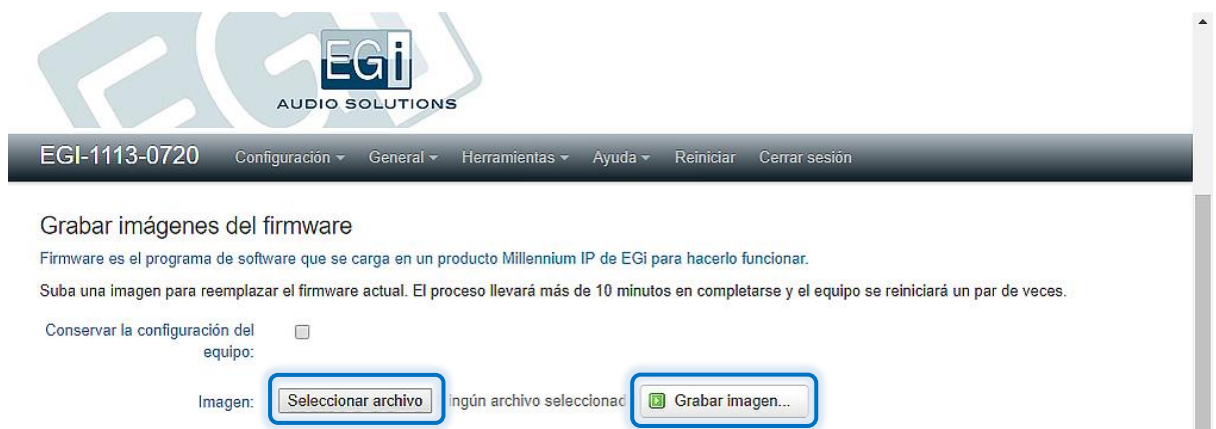 EGi
AUDIO SOLUTIONS
EGI-1113-0720 Configuración General Herramientas Ayuda Reiniciar Cerrar sesión
Grabar imágenes del firmware
Firmware es el programa de software que se carga en un producto Millennium IP de EGi para hacerlo funcionar.
Suba una imagen para reemplazar el firmware actual. El proceso llevará más de 10 minutos en completarse y el equipo se reiniciará un par de veces.
Conservar la configuración del
equipo:
Imagen: Seleccionar archivo ingún archivo seleccionad Grabar imagen...